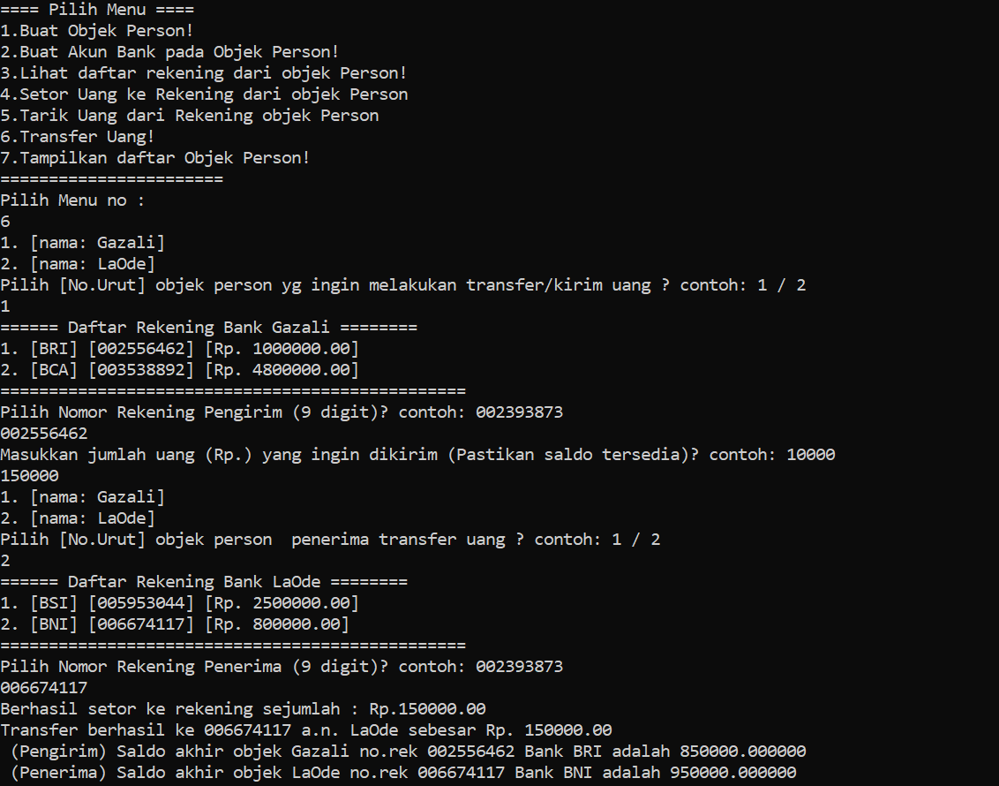 ==== Pilih Menu ====
1.Buat Objek Person!
2.Buat Akun Bank pada Objek Person!
3.Lihat daftar rekening dari objek Person!
4.Setor Uang ke Rekening dari objek Person
5.Tarik Uang dari Rekening objek Person
6.Transfer Uang!
7.Tampilkan daftar Objek Person!
=======================
Pilih Menu no :
6
1. [nama: Gazali]
2. [nama: LaOde]
Pilih [No.Urut] objek person yg ingin melakukan transfer/kirim uang ? contoh: 1 / 2
1
====== Daftar Rekening Bank Gazali ========
1. [BRI] [002556462] [Rp. 1000000.00]
2. [BCA] [003538892] [Rp. 4800000.00]
================================================
Pilih Nomor Rekening Pengirim (9 digit)? contoh: 002393873
002556462
Masukkan jumlah uang (Rp.) yang ingin dikirim (Pastikan saldo tersedia)? contoh: 10000
150000
1. [nama: Gazali]
2. [nama: LaOde]
Pilih [No.Urut] objek person  penerima transfer uang ? contoh: 1 / 2
2
====== Daftar Rekening Bank LaOde ========
1. [BSI] [005953044] [Rp. 2500000.00]
2. [BNI] [006674117] [Rp. 800000.00]
================================================
Pilih Nomor Rekening Penerima (9 digit)? contoh: 002393873
006674117
Berhasil setor ke rekening sejumlah : Rp.150000.00
Transfer berhasil ke 006674117 a.n. LaOde sebesar Rp. 150000.00
 (Pengirim) Saldo akhir objek Gazali no.rek 002556462 Bank BRI adalah 850000.000000
 (Penerima) Saldo akhir objek LaOde no.rek 006674117 Bank BNI adalah 950000.000000